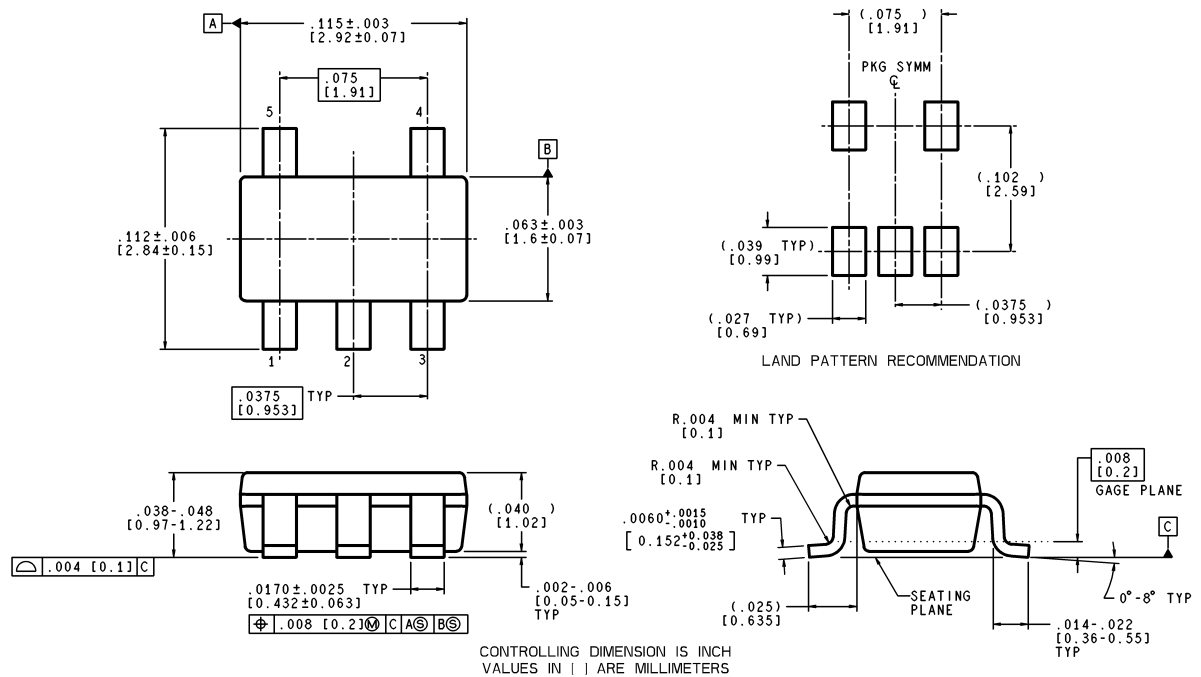 A
.115±.003
[2.92±0.07]
.075
[1.91]
5
4
B
.112±.006
[2.84±0.15]
.063±.003
[1.6±0.07]
1
2
3
.0375
[0.953]
TYP
(.075 )
[1.91]
PKG SYMM
℄
(.102 )
[2.59]
(.039 TYP)
[0.99]
(.027 TYP)
[0.69]
(.0375 )
[0.953]
LAND PATTERN RECOMMENDATION
.038-.048
[0.97-1.22]
(.040 )
[1.02]
⌓ .004 [0.1] C
.0170±.0025 TYP
[0.432±0.063]
⌖ .008 [0.2]Ⓜ C AⓈ BⓈ
.002-.006
[0.05-0.15]
TYP
R.004 MIN TYP
[0.1]
R.004 MIN TYP
[0.1]
.0060+.0015 -.0010 TYP
[ 0.152+0.038 -0.025 ]
.008
[0.2]
GAGE PLANE
C
(.025)
[0.635]
SEATING
PLANE
0°-8° TYP
.014-.022
[0.36-0.55]
TYP
CONTROLLING DIMENSION IS INCH
VALUES IN [ ] ARE MILLIMETERS